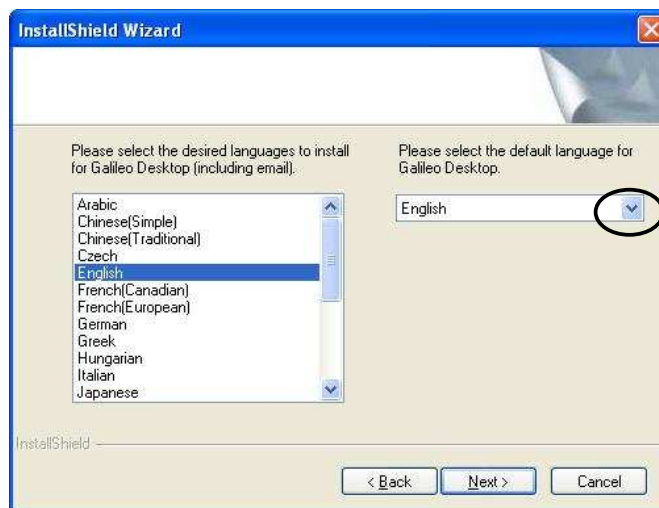 InstallShield Wizard
Please select the desired languages to install
for Galileo Desktop (including email).
Please select the default language for
Galileo Desktop.
Arabic
Chinese(Simple)
Chinese(Traditional)
Czech
English
French(Canadian)
French(European)
German
Greek
Hungarian
Italian
Japanese
English
InstallShield
< Back
Next >
Cancel